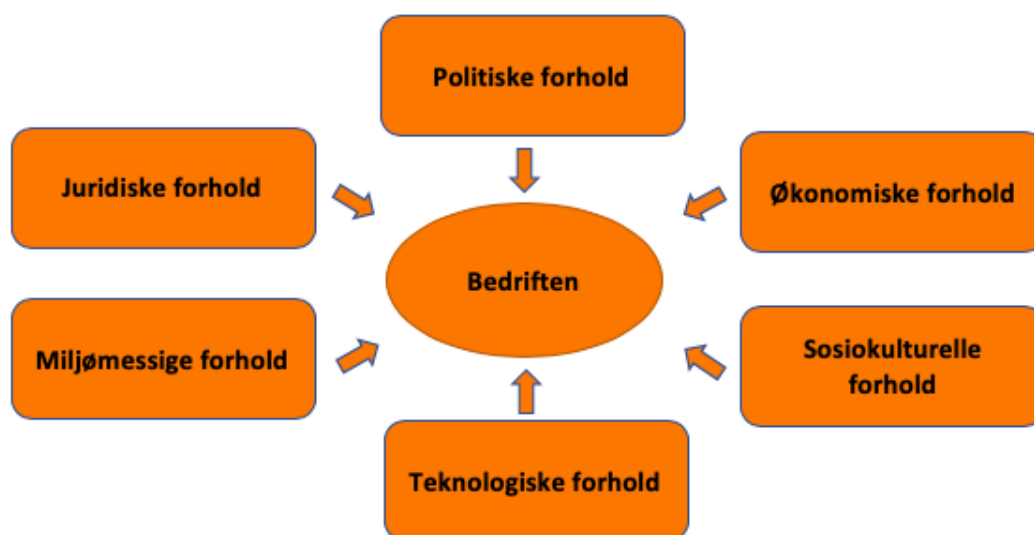 Politiske forhold
Juridiske forhold
Økonomiske forhold
Bedriften
Miljømessige forhold
Sosiokulturelle
forhold
Teknologiske forhold